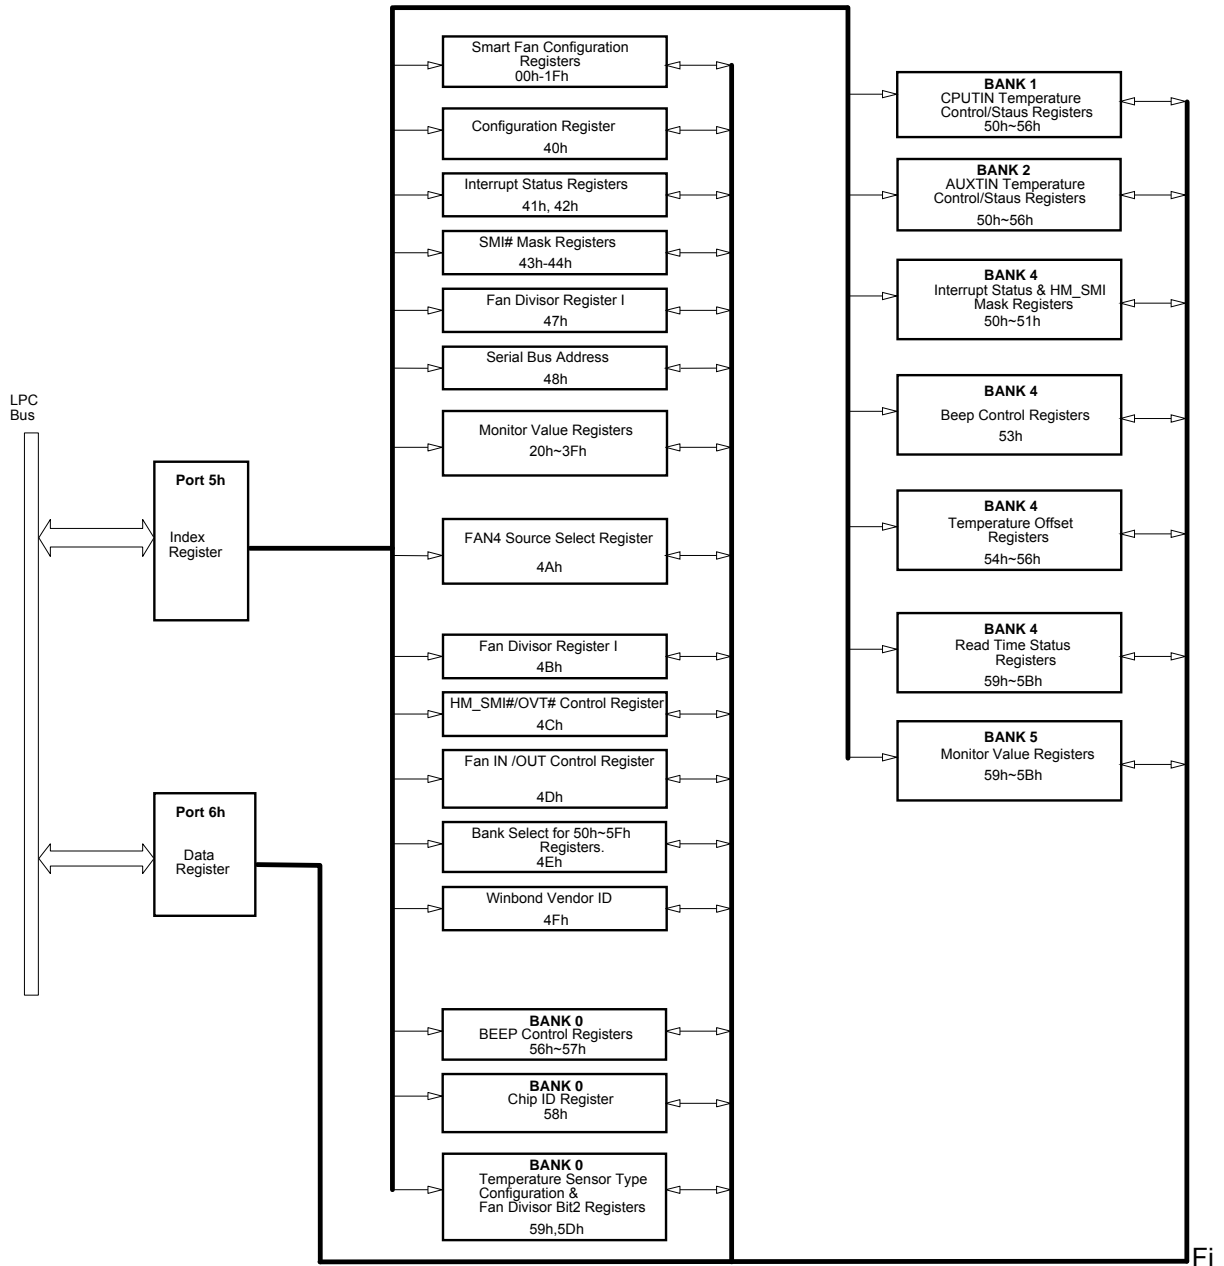 LPC
Bus
Port 5h
Index
Register
Port 6h
Data
Register
Smart Fan Configuration
Registers
00h-1Fh
Configuration Register
40h
Interrupt Status Registers
41h, 42h
SMI# Mask Registers
43h-44h
Fan Divisor Register I
47h
Serial Bus Address
48h
Monitor Value Registers
20h~3Fh
FAN4 Source Select Register
4Ah
Fan Divisor Register I
4Bh
HM_SMI#/OVT# Control Register
4Ch
Fan IN /OUT Control Register
4Dh
Bank Select for 50h~5Fh
Registers.
4Eh
Winbond Vendor ID
4Fh
BANK 0
BEEP Control Registers
56h~57h
BANK 0
Chip ID Register
58h
BANK 0
Temperature Sensor Type
Configuration &
Fan Divisor Bit2 Registers
59h,5Dh
BANK 1
CPUTIN Temperature
Control/Staus Registers
50h~56h
BANK 2
AUXTIN Temperature
Control/Staus Registers
50h~56h
BANK 4
Interrupt Status & HM_SMI
Mask Registers
50h~51h
BANK 4
Beep Control Registers
53h
BANK 4
Temperature Offset
Registers
54h~56h
BANK 4
Read Time Status
Registers
59h~5Bh
BANK 5
Monitor Value Registers
59h~5Bh
Fi